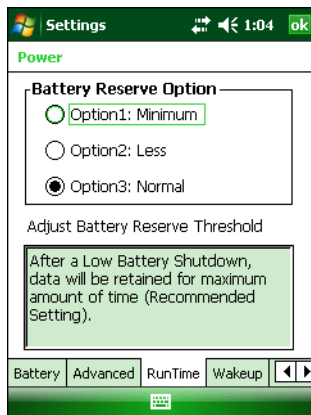 Settings 1:04 ok
Power
Battery Reserve Option
Option1: Minimum
Option2: Less
Option3: Normal
Adjust Battery Reserve Threshold
After a Low Battery Shutdown,
data will be retained for maximum
amount of time (Recommended
Setting).
Battery Advanced RunTime Wakeup